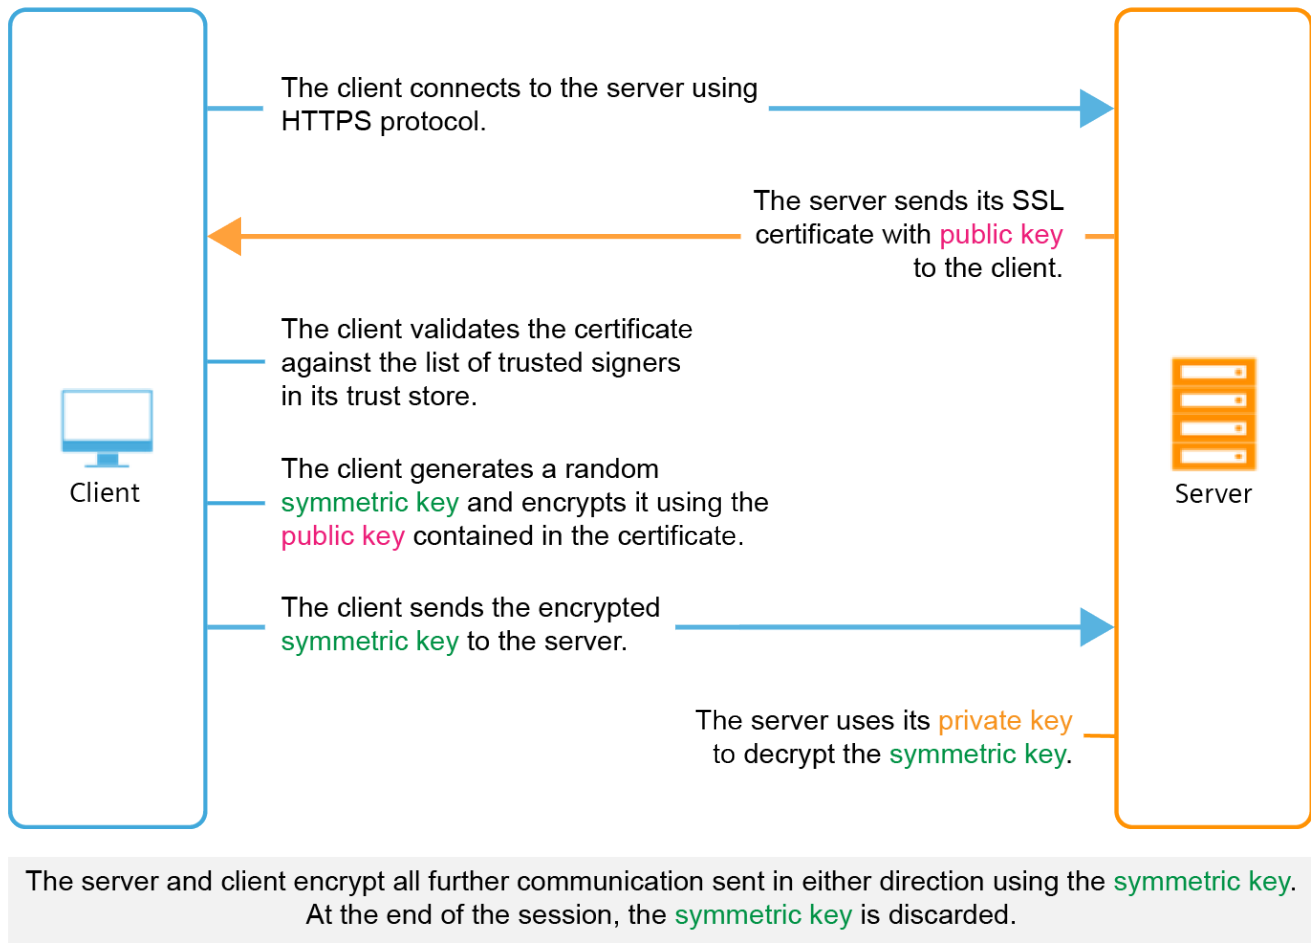 The client connects to the server using
HTTPS protocol.
The server sends its SSL
certificate with public key
to the client.
The client validates the certificate
against the list of trusted signers
in its trust store.
Client
The client generates a random
symmetric key and encrypts it using the
public key contained in the certificate.
Server
The client sends the encrypted
symmetric key to the server.
The server uses its private key
to decrypt the symmetric key.
The server and client encrypt all further communication sent in either direction using the symmetric key.
At the end of the session, the symmetric key is discarded.